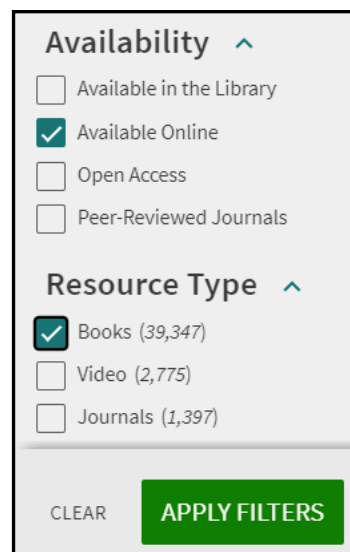 Availability
Available in the Library
Available Online
Open Access
Peer-Reviewed Journals
Resource Type
Books (39,347)
Video (2,775)
Journals (1,397)
CLEAR APPLY FILTERS